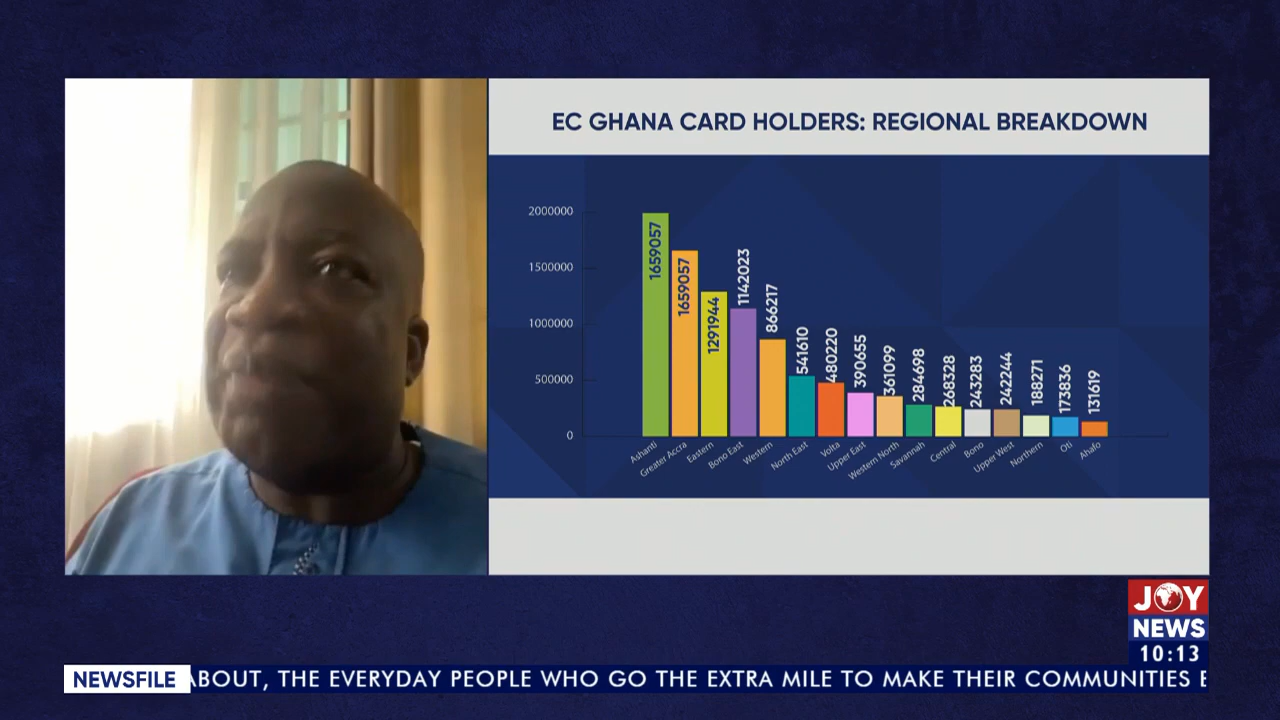 EC GHANA CARD HOLDERS: REGIONAL BREAKDOWN
2000000
1500000
1000000
500000
0
1659057
1659057
1291944
1142023
866217
541610
480220
390655
361099
284698
268328
243283
242244
188271
173836
131619
Ashanti
Greater Accra
Eastern
Bono East
Western
North East
Volta
Upper East
Western North
Savannah
Central
Bono
Upper West
Northern
Oti
Ahafo
JOY
NEWS
10:13
NEWSFILE
ABOUT, THE EVERYDAY PEOPLE WHO GO THE EXTRA MILE TO MAKE THEIR COMMUNITIES